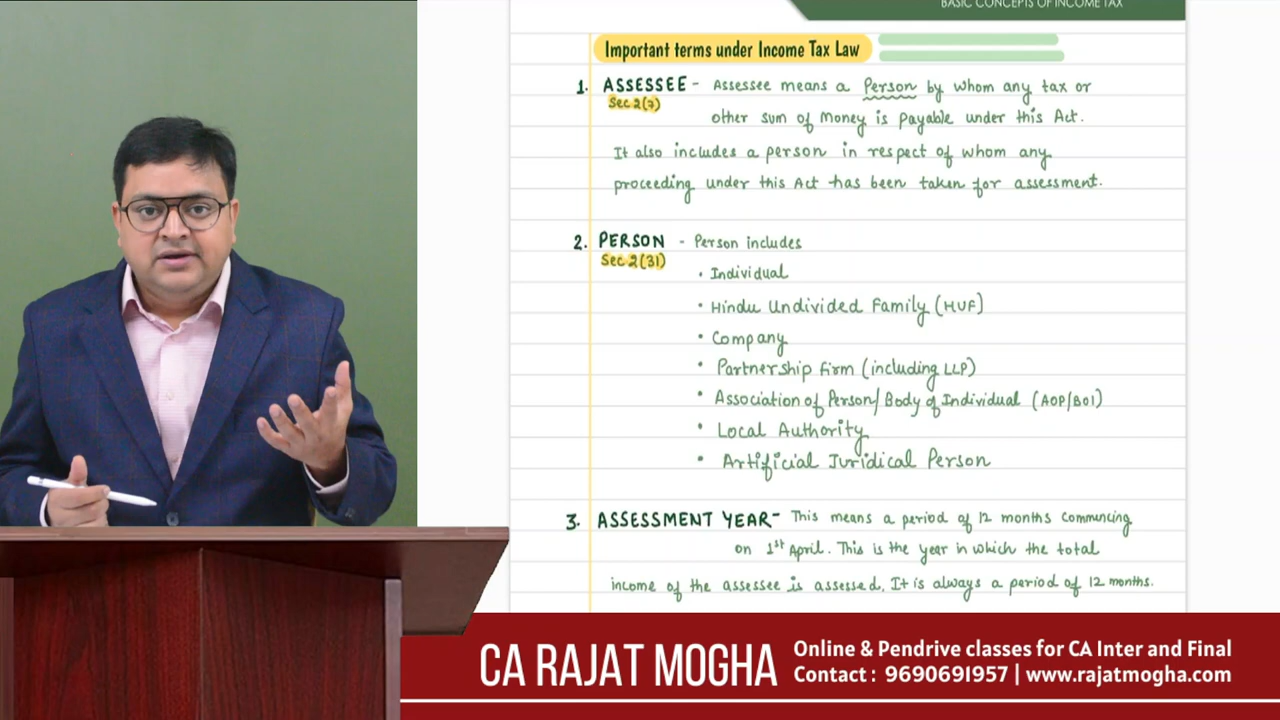 BASIC CONCEPTS OF INCOME TAX
Important terms under Income Tax Law
1. ASSESSEE - Assessee means a Person by whom any tax or
Sec 2(7)
other sum of Money is payable under this Act.
It also includes a person in respect of whom any
proceeding under this Act has been taken for assessment.
2. PERSON - Person includes
Sec 2(31)
• Individual
• Hindu Undivided Family (HUF)
• Company
• Partnership firm (including LLP)
• Association of Person/Body of Individual (AOP/BOI)
• Local Authority
• Artificial Juridical Person
3. ASSESSMENT YEAR- This means a period of 12 months commencing
on 1st April. This is the year in which the total
income of the assessee is assessed. It is always a period of 12 months.
CA RAJAT MOGHA
Online & Pendrive classes for CA Inter and Final
Contact : 9690691957 | www.rajatmogha.com